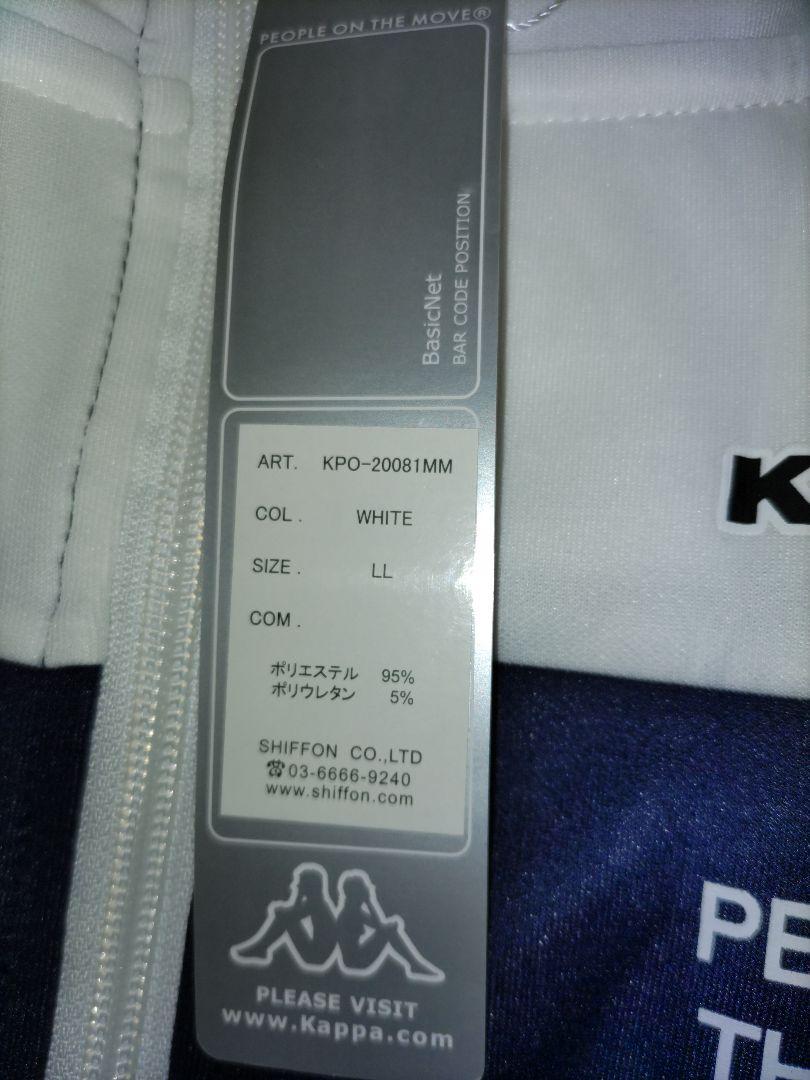 PEOPLE ON THE MOVE®
BasicNet
BAR CODE POSITION
ART. KPO-20081MM
COL. WHITE
SIZE. LL
COM.
ポリエステル 95%
ポリウレタン 5%
SHIFFON CO.,LTD
☎03-6666-9240
www.shiffon.com
PLEASE VISIT
www.Kappa.com
K
PE
TH